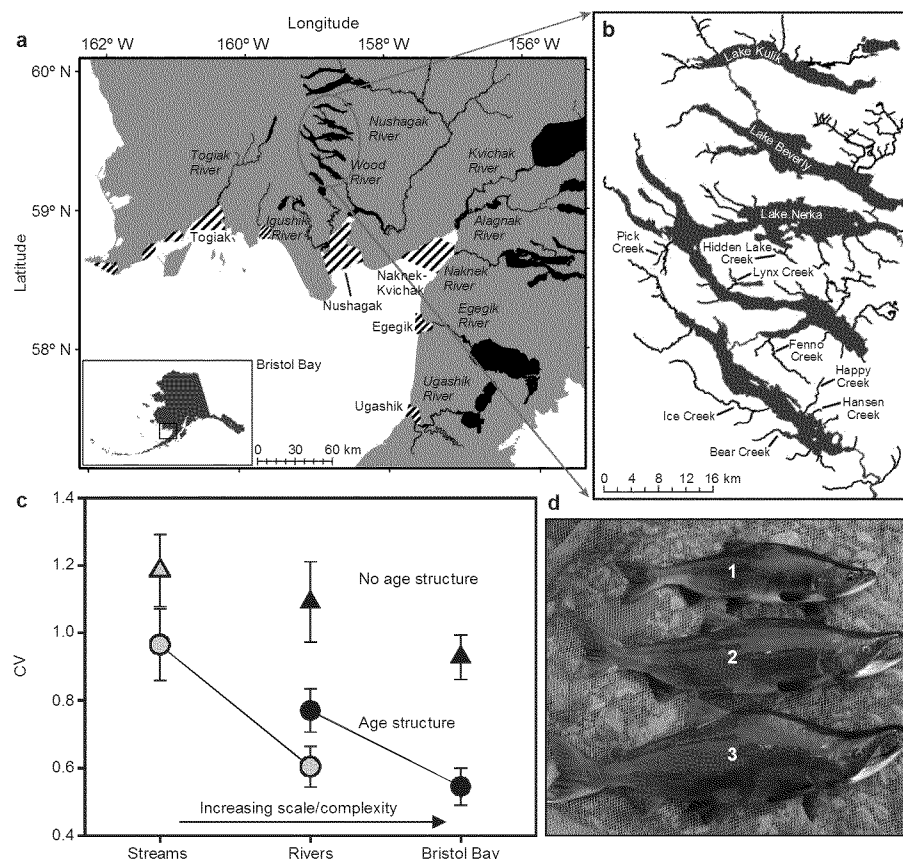 Longitude
a
162° W
160° W
158° W
156° W
Latitude
60° N
59° N
58° N
Togiak
River
Nushagak
River
Wood
River
Kvichak
River
Igushik
River
Alagnak
River
Togiak
Nushagak
Naknek-
Kvichak
Naknek
River
Egegik
Egegik
River
Ugashik
River
Ugashik
Bristol Bay
0 20 40 60 km
b
Lake Kulik
Lake Beverly
Lake Nerka
Pick
Creek
Hidden Lake
Creek
Lynx Creek
Fenno
Creek
Happy
Creek
Hansen
Creek
Ice Creek
Bear Creek
0 4 8 12 16 km
c
CV
1.4
1.2
1.0
0.8
0.6
0.4
No age structure
Age structure
Increasing scale/complexity
Streams
Rivers
Bristol Bay
d
1
2
3